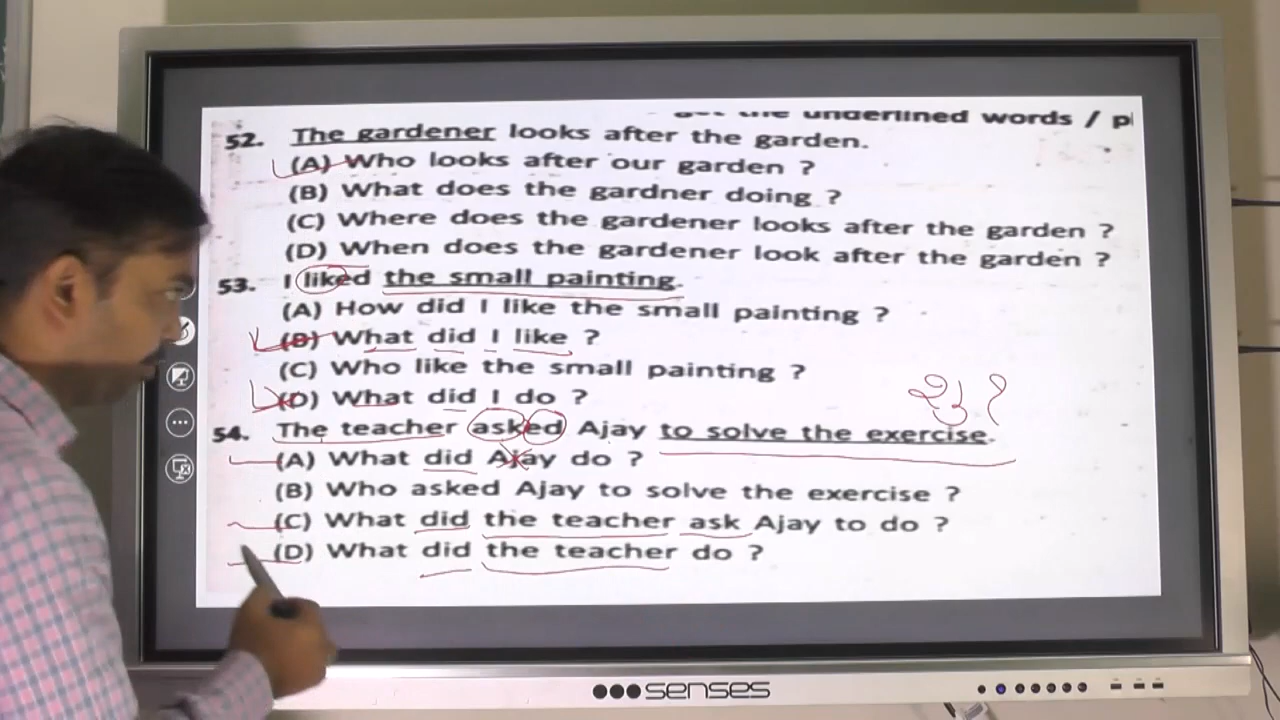 the underlined words /
52. The gardener looks after the garden.
(A) Who looks after our garden ?
(B) What does the gardner doing ?
(C) Where does the gardener looks after the garden ?
(D) When does the gardener look after the garden ?
53. I liked the small painting.
(A) How did I like the small painting ?
(B) What did I like ?
(C) Who like the small painting ?
(D) What did I do ?
શું ?
54. The teacher asked Ajay to solve the exercise.
(A) What did Ajay do ?
(B) Who asked Ajay to solve the exercise ?
(C) What did the teacher ask Ajay to do ?
(D) What did the teacher do ?
senses